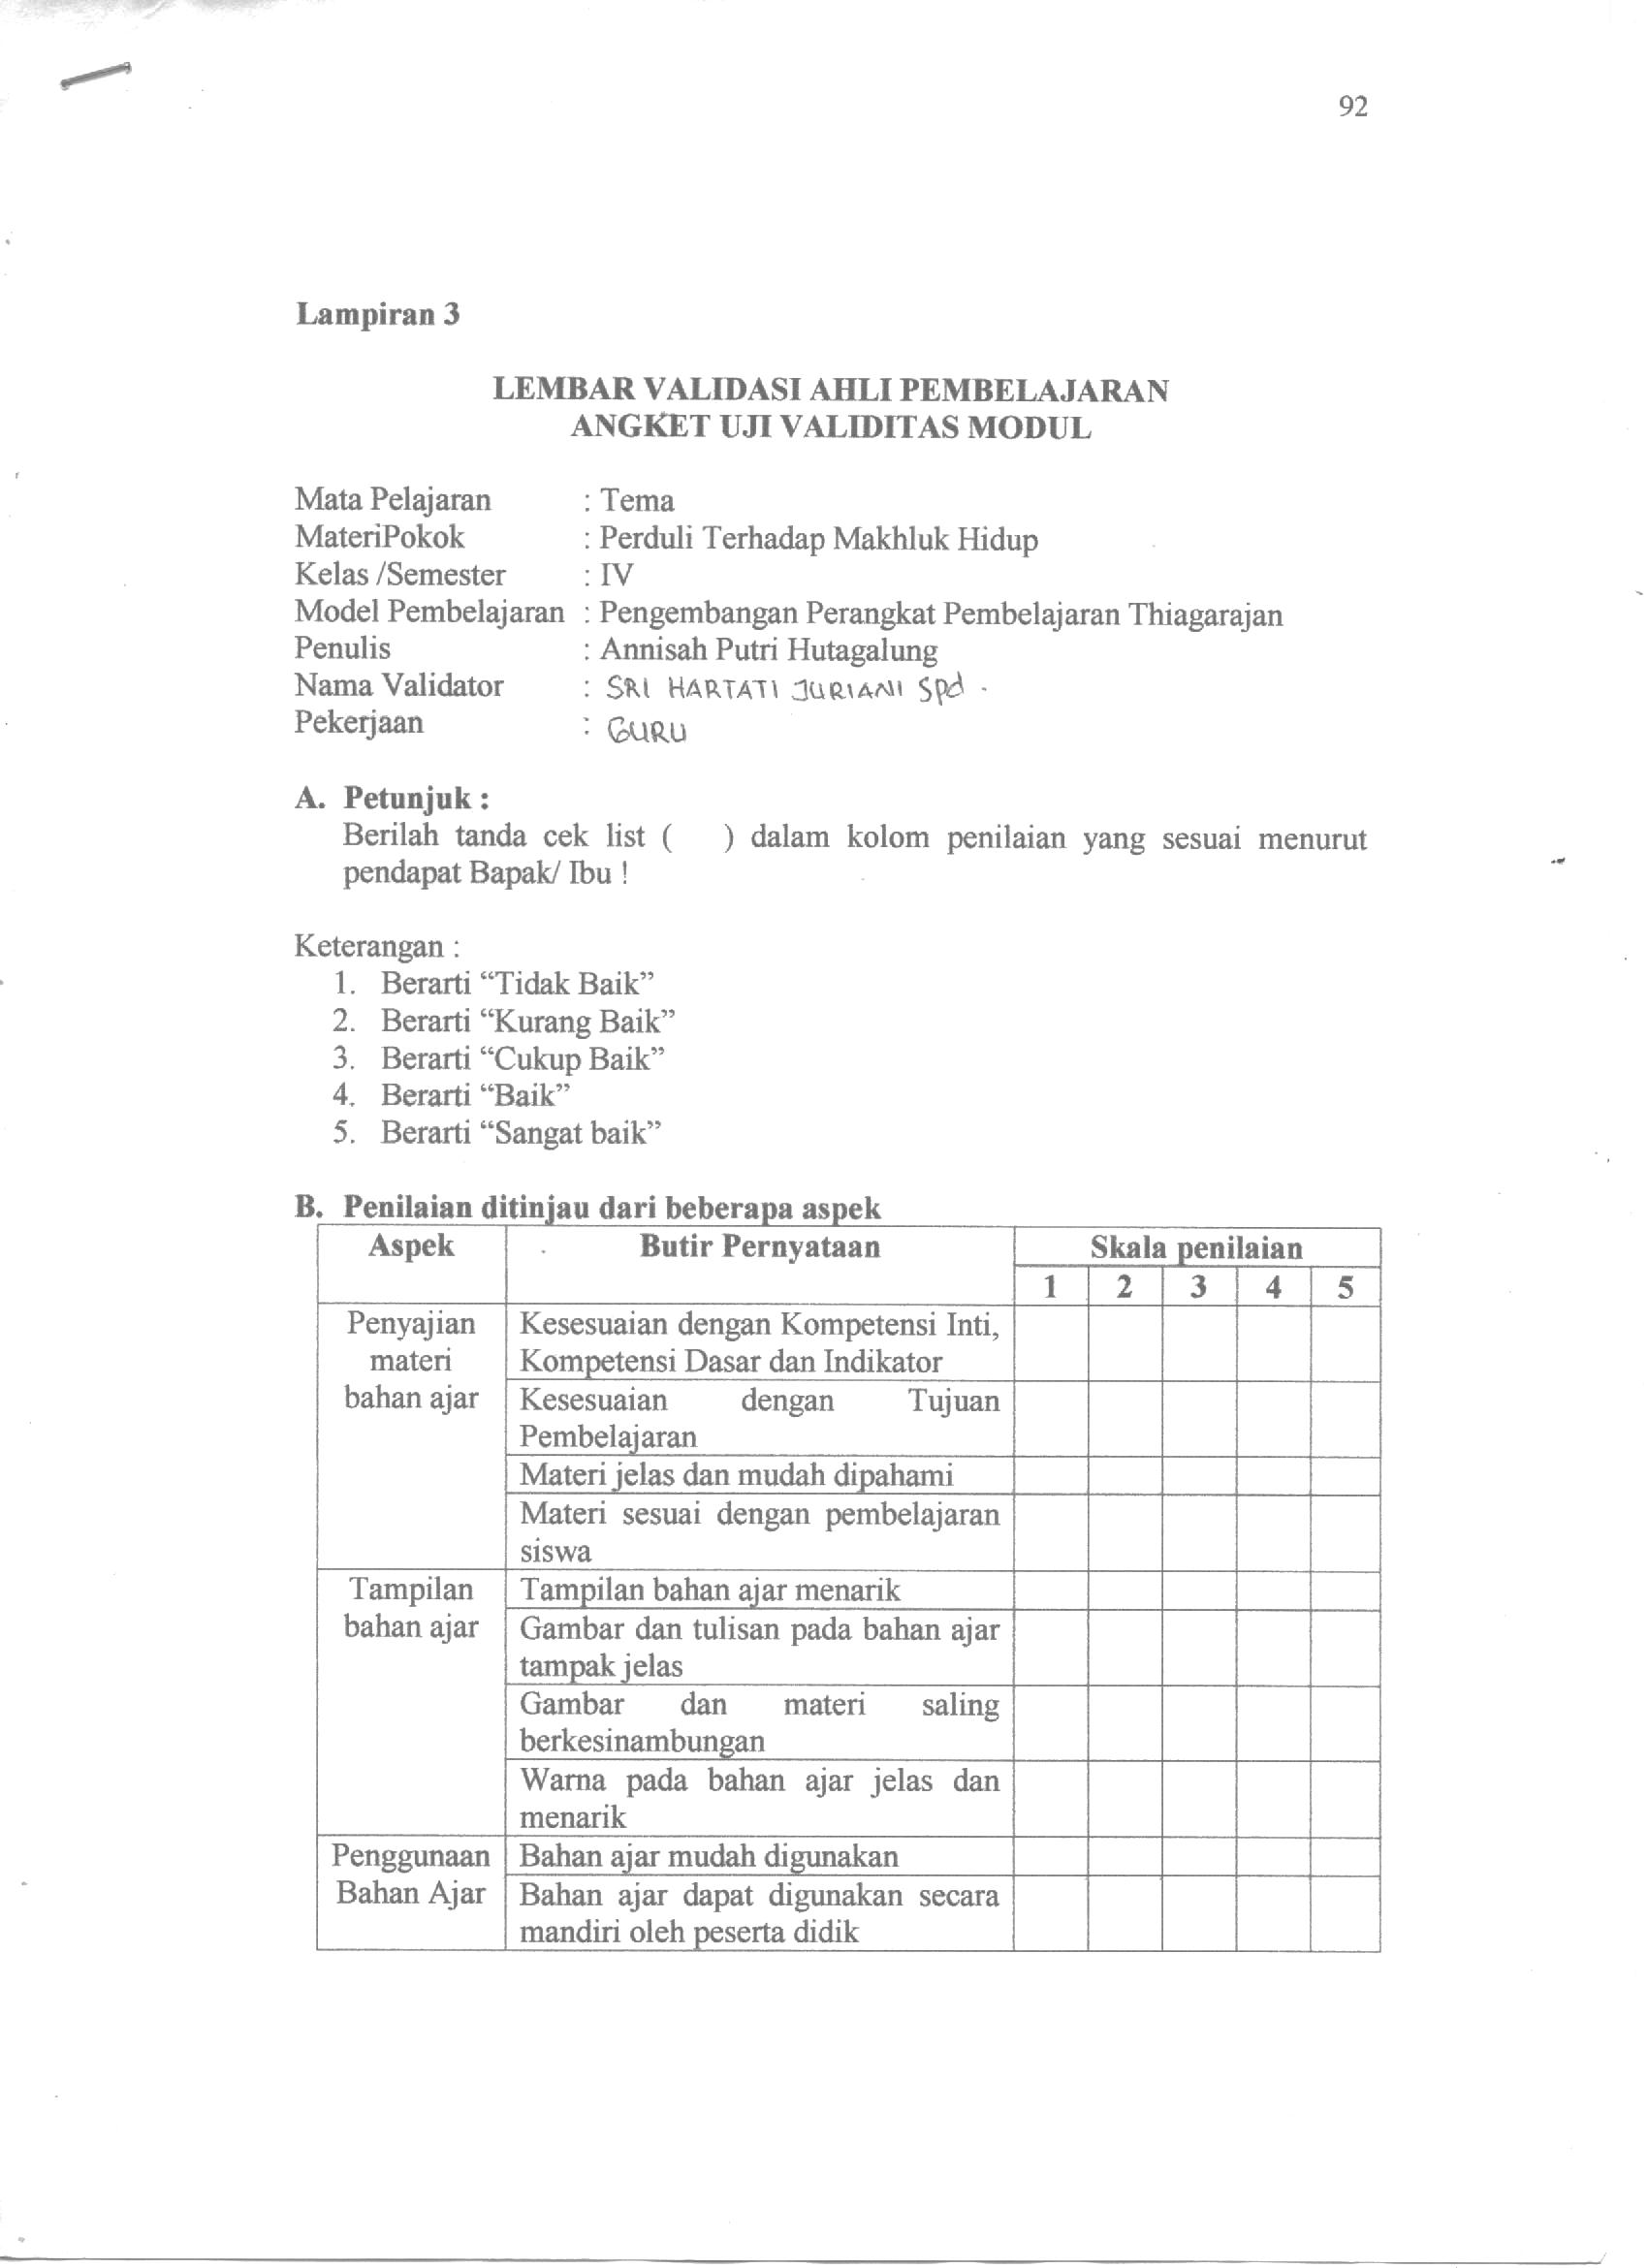 92
Lampiran 3
LEMBAR VALIDASI AHLI PEMBELAJARAN
ANGKET UJI VALIDITAS MODUL
Mata Pelajaran : Tema
MateriPokok : Perduli Terhadap Makhluk Hidup
Kelas /Semester : IV
Model Pembelajaran : Pengembangan Perangkat Pembelajaran Thiagarajan
Penulis : Annisah Putri Hutagalung
Nama Validator : SRI HARTATI JURIANI Spd .
Pekerjaan : GURU
A. Petunjuk :
Berilah tanda cek list ( ) dalam kolom penilaian yang sesuai menurut
pendapat Bapak/ Ibu !
Keterangan :
1. Berarti “Tidak Baik”
2. Berarti “Kurang Baik”
3. Berarti “Cukup Baik”
4. Berarti “Baik”
5. Berarti “Sangat baik”
B. Penilaian ditinjau dari beberapa aspek
Aspek Butir Pernyataan Skala penilaian
1 2 3 4 5
Penyajian Kesesuaian dengan Kompetensi Inti,
materi Kompetensi Dasar dan Indikator
bahan ajar Kesesuaian dengan Tujuan
Pembelajaran
Materi jelas dan mudah dipahami
Materi sesuai dengan pembelajaran
siswa
Tampilan Tampilan bahan ajar menarik
bahan ajar Gambar dan tulisan pada bahan ajar
tampak jelas
Gambar dan materi saling
berkesinambungan
Warna pada bahan ajar jelas dan
menarik
Penggunaan Bahan ajar mudah digunakan
Bahan Ajar Bahan ajar dapat digunakan secara
mandiri oleh peserta didik